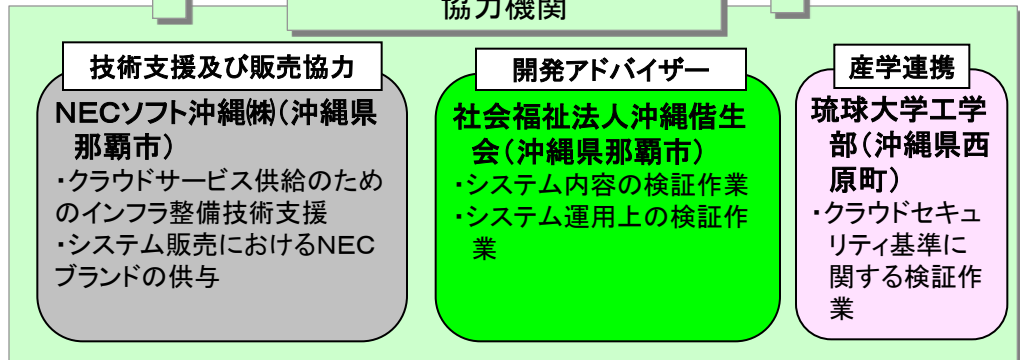 協力機関
技術支援及び販売協力
NECソフト沖縄㈱(沖縄県
那覇市)
・クラウドサービス供給のため
のインフラ整備技術支援
・システム販売におけるNEC
ブランドの供与
開発アドバイザー
社会福祉法人沖縄偕生
会(沖縄県那覇市)
・システム内容の検証作業
・システム運用上の検証作
業
産学連携
琉球大学工学
部(沖縄県西
原町)
・クラウドセキュ
リティ基準に
関する検証作
業